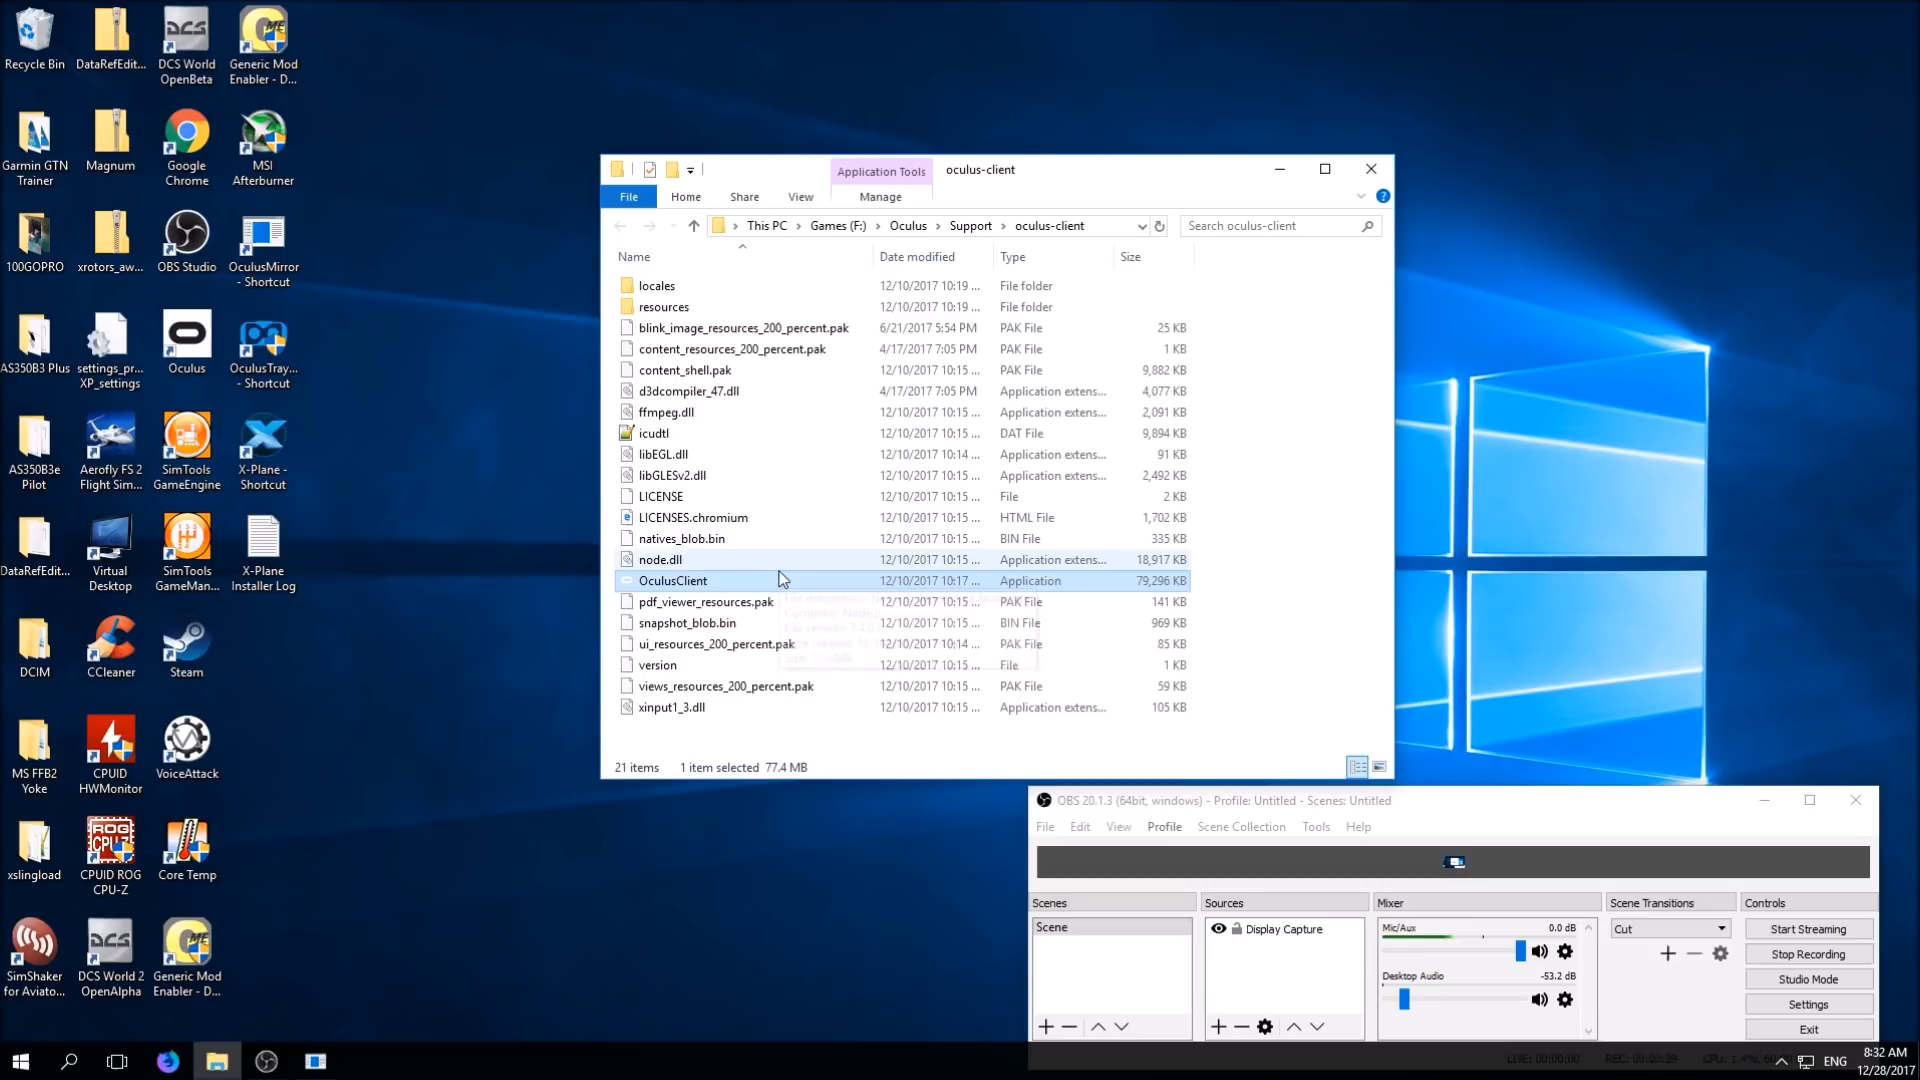 Recycle Bin
DataRefEdit...
DCS World
OpenBeta
Generic Mod
Enabler - D...
Garmin GTN
Trainer
Magnum
Google
Chrome
MSI
Afterburner
100GOPRO
xrotors_aw...
OBS Studio
OculusMirror
- Shortcut
AS350B3 Plus
settings_pr...
XP_settings
Oculus
OculusTray...
- Shortcut
AS350B3e
Pilot
Aerofly FS 2
Flight Sim...
SimTools
GameEngine
X-Plane -
Shortcut
DataRefEdit...
Virtual
Desktop
SimTools
GameMan...
X-Plane
Installer Log
DCIM
CCleaner
Steam
MS FFB2
Yoke
CPUID
HWMonitor
VoiceAttack
xslingload
CPUID ROG
CPU-Z
Core Temp
SimShaker
for Aviato...
DCS World 2
OpenAlpha
Generic Mod
Enabler - D...
Application Tools
oculus-client
File Home Share View Manage
This PC > Games (F:) > Oculus > Support > oculus-client
Search oculus-client
Name Date modified Type Size
locales 12/10/2017 10:19 ... File folder
resources 12/10/2017 10:19 ... File folder
blink_image_resources_200_percent.pak 6/21/2017 5:54 PM PAK File 25 KB
content_resources_200_percent.pak 4/17/2017 7:05 PM PAK File 1 KB
content_shell.pak 12/10/2017 10:15 ... PAK File 9,882 KB
d3dcompiler_47.dll 4/17/2017 7:05 PM Application extens... 4,077 KB
ffmpeg.dll 12/10/2017 10:15 ... Application extens... 2,091 KB
icudtl 12/10/2017 10:15 ... DAT File 9,894 KB
libEGL.dll 12/10/2017 10:14 ... Application extens... 91 KB
libGLESv2.dll 12/10/2017 10:15 ... Application extens... 2,492 KB
LICENSE 12/10/2017 10:15 ... File 2 KB
LICENSES.chromium 12/10/2017 10:15 ... HTML File 1,702 KB
natives_blob.bin 12/10/2017 10:15 ... BIN File 335 KB
node.dll 12/10/2017 10:15 ... Application extens... 18,917 KB
OculusClient 12/10/2017 10:17 ... Application 79,296 KB
pdf_viewer_resources.pak 12/10/2017 10:15 ... PAK File 141 KB
snapshot_blob.bin 12/10/2017 10:15 ... BIN File 969 KB
ui_resources_200_percent.pak 12/10/2017 10:14 ... PAK File 85 KB
version 12/10/2017 10:15 ... File 1 KB
views_resources_200_percent.pak 12/10/2017 10:15 ... PAK File 59 KB
xinput1_3.dll 12/10/2017 10:15 ... Application extens... 105 KB
21 items 1 item selected 77.4 MB
OBS 20.1.3 (64bit, windows) - Profile: Untitled - Scenes: Untitled
File Edit View Profile Scene Collection Tools Help
Scenes Sources Mixer Scene Transitions Controls
Scene
Display Capture
Mic/Aux 0.0 dB
Desktop Audio -53.2 dB
Cut
Start Streaming
Stop Recording
Studio Mode
Settings
Exit
LIVE: 00:00:00 REC: 00:00:29
ENG
8:32 AM
12/28/2017